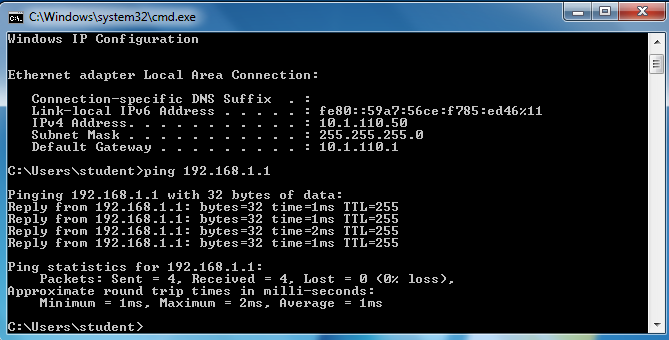 C:\Windows\system32\cmd.exe
Windows IP Configuration
Ethernet adapter Local Area Connection:
Connection-specific DNS Suffix . :
Link-local IPv6 Address . . . . . : fe80::59a7:56ce:f785:ed46%11
IPv4 Address. . . . . . . . . . . : 10.1.110.50
Subnet Mask . . . . . . . . . . . : 255.255.255.0
Default Gateway . . . . . . . . . : 10.1.110.1
C:\Users\student>ping 192.168.1.1
Pinging 192.168.1.1 with 32 bytes of data:
Reply from 192.168.1.1: bytes=32 time=1ms TTL=255
Reply from 192.168.1.1: bytes=32 time=1ms TTL=255
Reply from 192.168.1.1: bytes=32 time=2ms TTL=255
Reply from 192.168.1.1: bytes=32 time=1ms TTL=255
Ping statistics for 192.168.1.1:
Packets: Sent = 4, Received = 4, Lost = 0 (0% loss),
Approximate round trip times in milli-seconds:
Minimum = 1ms, Maximum = 2ms, Average = 1ms
C:\Users\student>